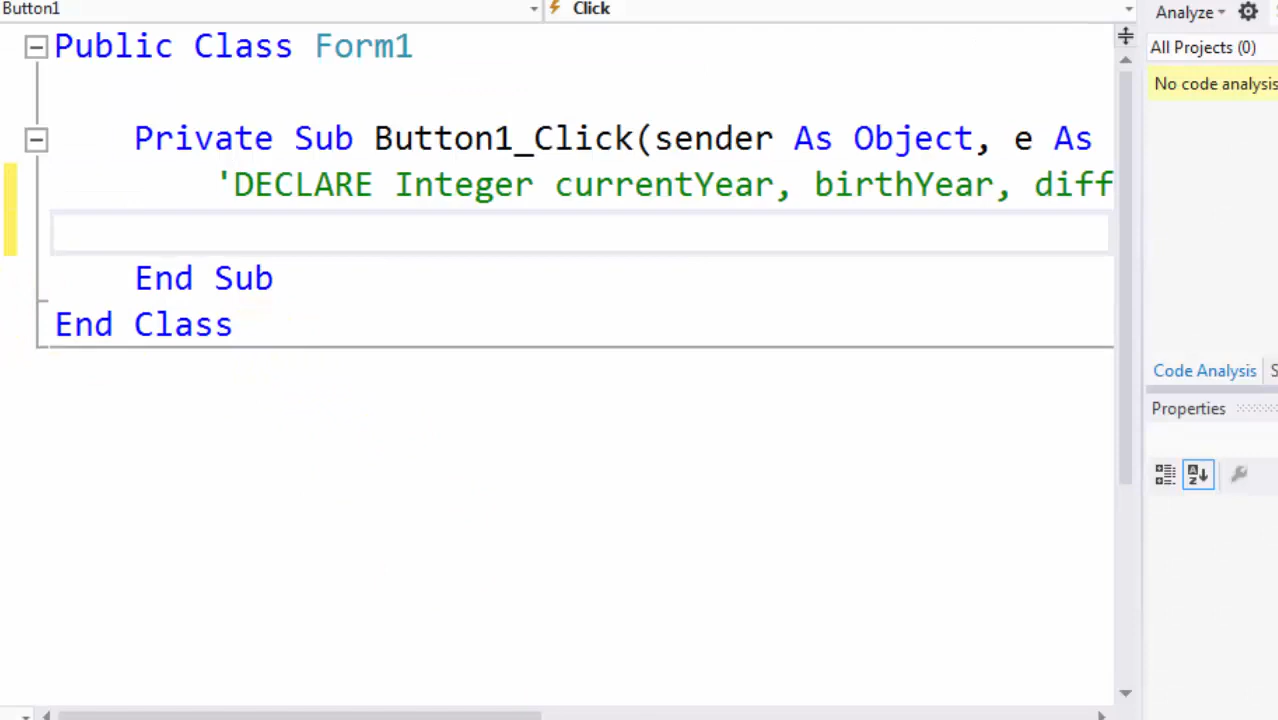 Button1
Click
Analyze
All Projects (0)
No code analysis
Public Class Form1
Private Sub Button1_Click(sender As Object, e As
'DECLARE Integer currentYear, birthYear, diff
End Sub
End Class
Code Analysis
Properties